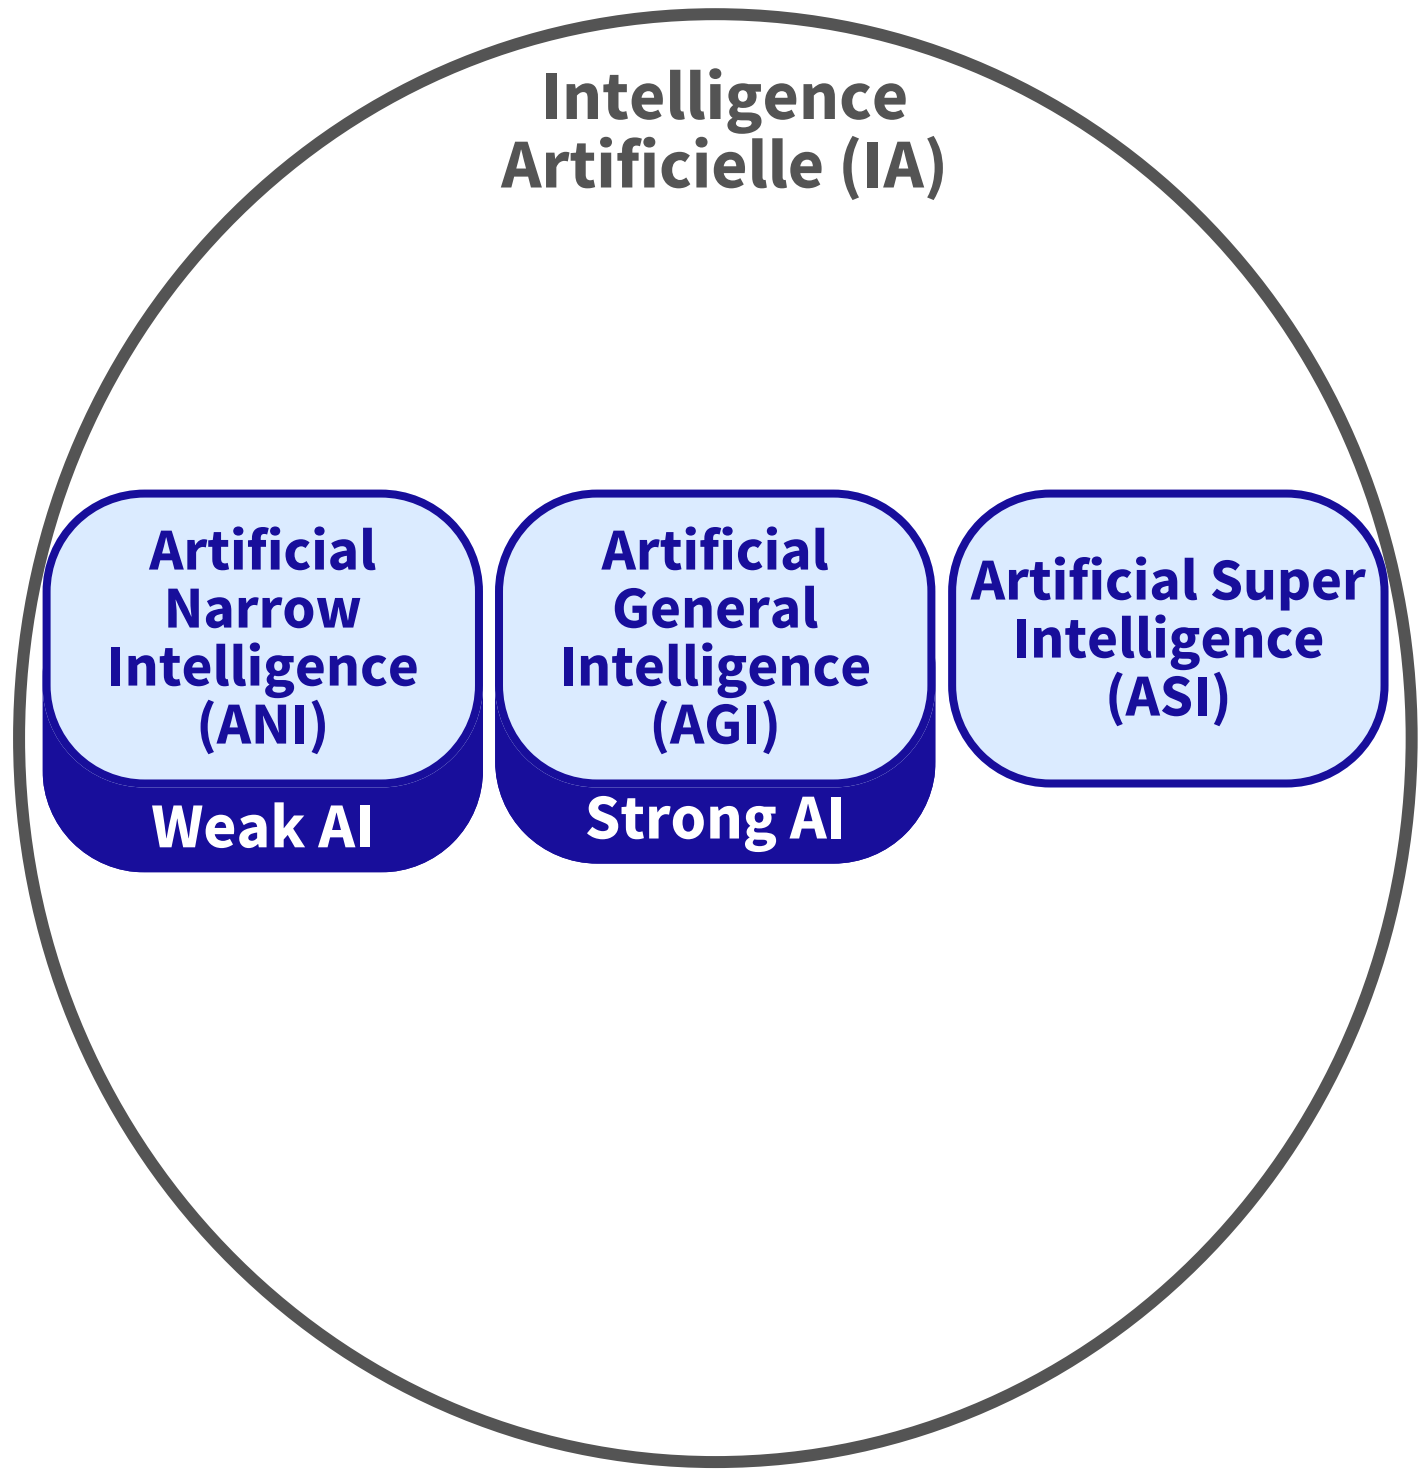 Intelligence
Artificielle (IA)
Artificial
Narrow
Intelligence
(ANI)
Weak AI
Artificial
General
Intelligence
(AGI)
Strong AI
Artificial Super
Intelligence
(ASI)